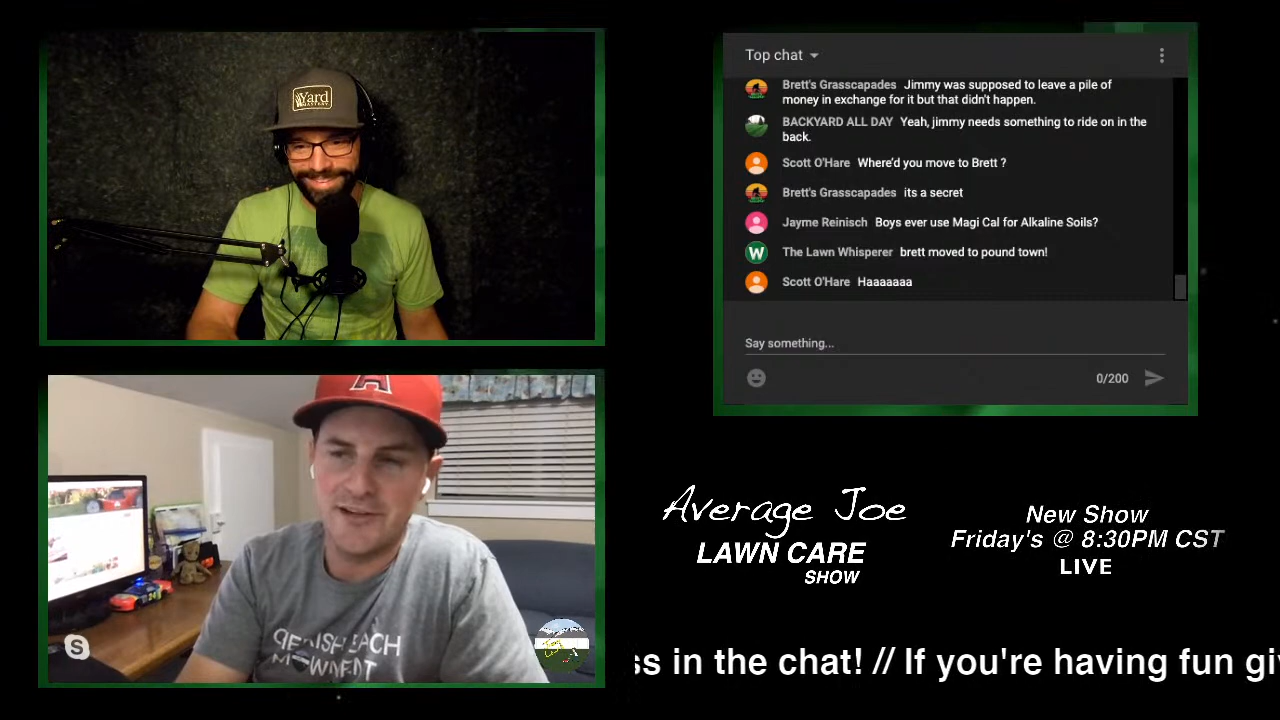 Yard
A
S
Top chat
Brett's Grasscapades Jimmy was supposed to leave a pile of
money in exchange for it but that didn't happen.
BACKYARD ALL DAY Yeah, jimmy needs something to ride on in the
back.
Scott O'Hare Where'd you move to Brett ?
Brett's Grasscapades its a secret
Jayme Reinisch Boys ever use Magi Cal for Alkaline Soils?
W The Lawn Whisperer brett moved to pound town!
Scott O'Hare Haaaaaaa
Say something...
0/200
Average Joe
LAWN CARE
SHOW
New Show
Friday's @ 8:30PM CST
LIVE
ss in the chat! // If you're having fun gi